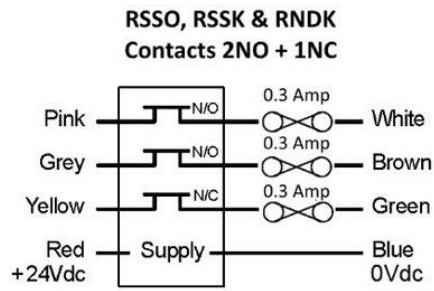 RSSO, RSSK & RNDK
Contacts 2NO + 1NC
0.3 Amp
Pink N/O White
0.3 Amp
Grey N/O Brown
0.3 Amp
Yellow N/C Green
Red Supply Blue
+24Vdc 0Vdc